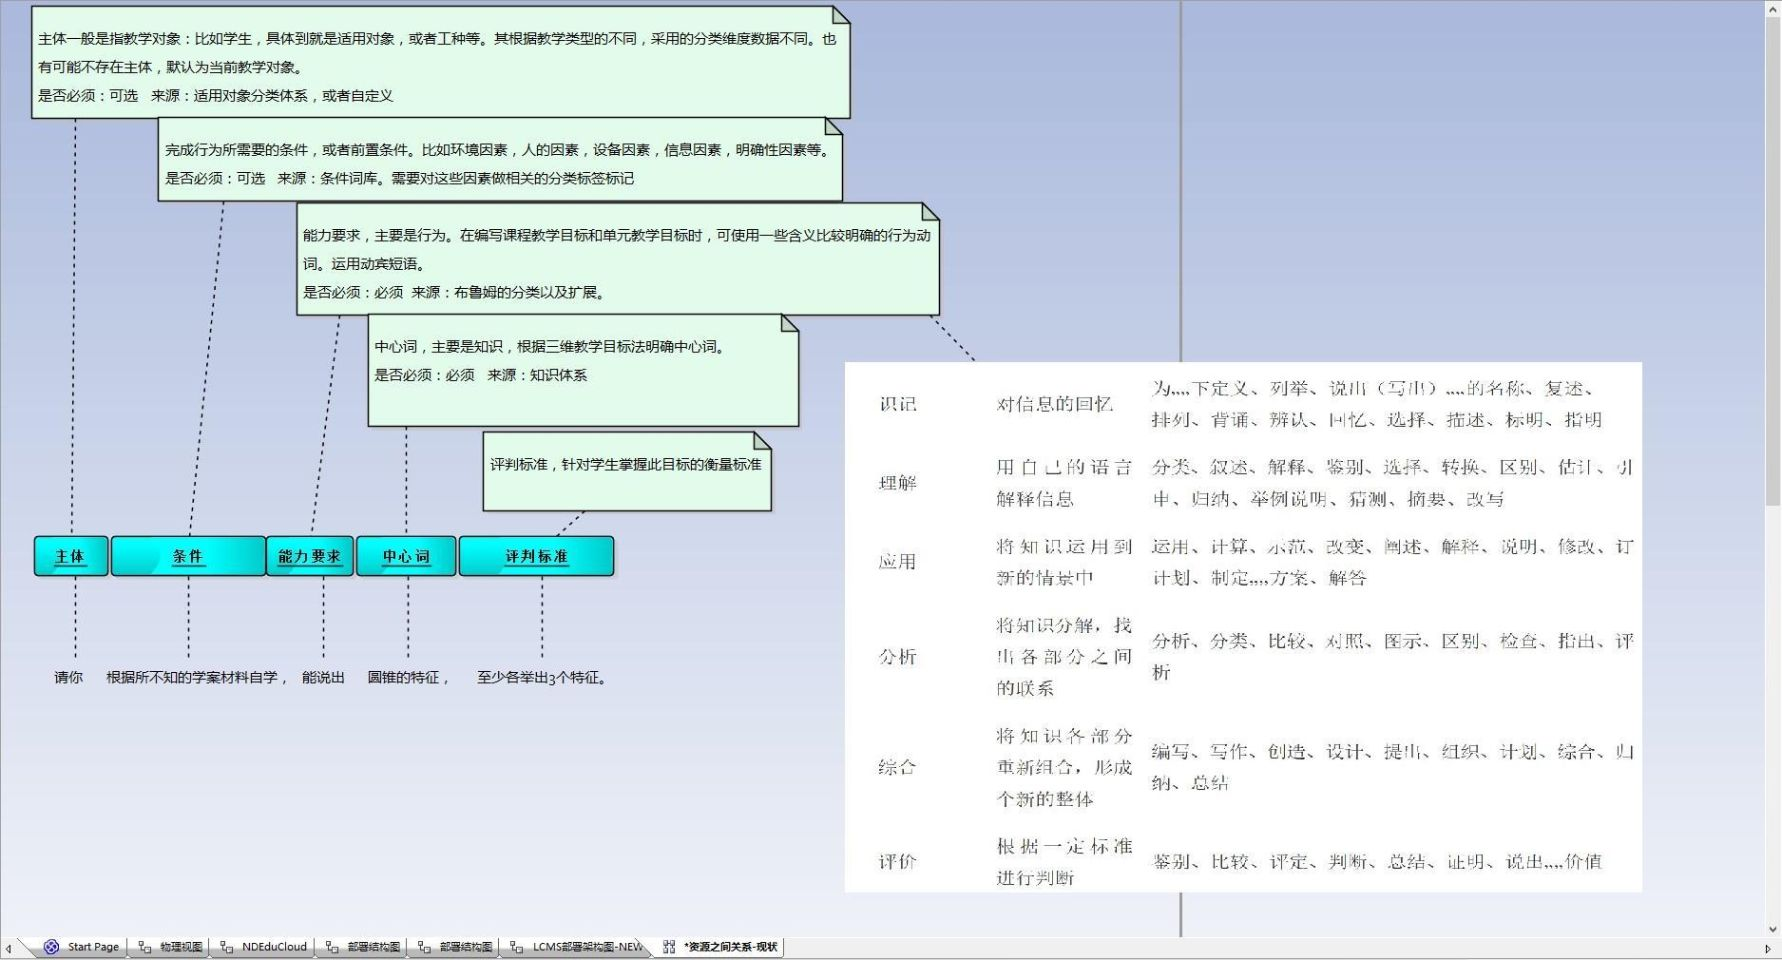 主体一般是指教学对象：比如学生，具体到就是适用对象，或者工种等。其根据教学类型的不同，采用的分类维度数据不同。也
有可能不存在主体，默认为当前教学对象。
是否必须：可选 来源：适用对象分类体系，或者自定义
完成行为所需要的条件，或者前置条件。比如环境因素，人的因素，设备因素，信息因素，明确性因素等。
是否必须：可选 来源：条件词库。需要对这些因素做相关的分类标签标记
能力要求，主要是行为。在编写课程教学目标和单元教学目标时，可使用一些含义比较明确的行为动
词。运用动宾短语。
是否必须：必须 来源：布鲁姆的分类以及扩展。
中心词，主要是知识，根据三维教学目标法明确中心词。
是否必须：必须 来源：知识体系
评判标准，针对学生掌握此目标的衡量标准
主体 条件 能力要求 中心词 评判标准
请你 根据所不知的学案材料自学， 能说出 圆锥的特征， 至少各举出3个特征。
识记 对信息的回忆 为,,,,下定义、列举、说出（写出）,,,,的名称、复述、
排列、背诵、辨认、回忆、选择、描述、标明、指明
理解 用自己的语言 分类、叙述、解释、鉴别、选择、转换、区别、估计、引
解释信息 申、归纳、举例说明、猜测、摘要、改写
应用 将知识运用到 运用、计算、示范、改变、阐述、解释、说明、修改、订
新的情景中 计划、制定,,,,方案、解答
分析 将知识分解，找
出各部分之间 分析、分类、比较、对照、图示、区别、检查、指出、评
的联系 析
综合 将知识各部分 编写、写作、创造、设计、提出、组织、计划、综合、归
重新组合，形成 纳、总结
个新的整体
评价 根据一定标准 鉴别、比较、评定、判断、总结、证明、说出,,,,价值
进行判断
Start Page 物理视图 NDEduCloud 部署结构图 部署结构图 LCMS部署架构图-NEW *资源之间关系-现状